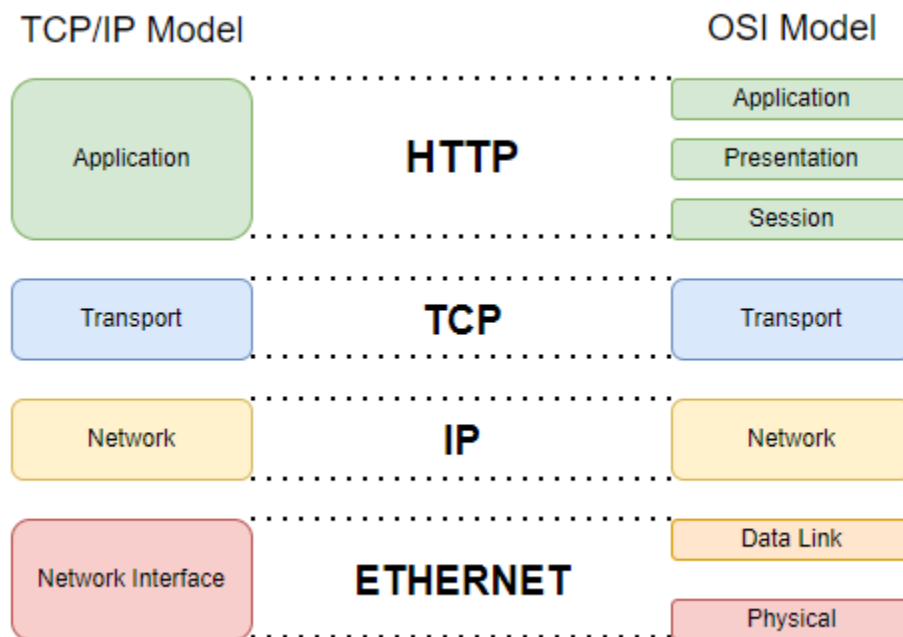 TCP/IP Model
OSI Model
Application
HTTP
Application
Presentation
Session
Transport
TCP
Transport
Network
IP
Network
Network Interface
ETHERNET
Data Link
Physical